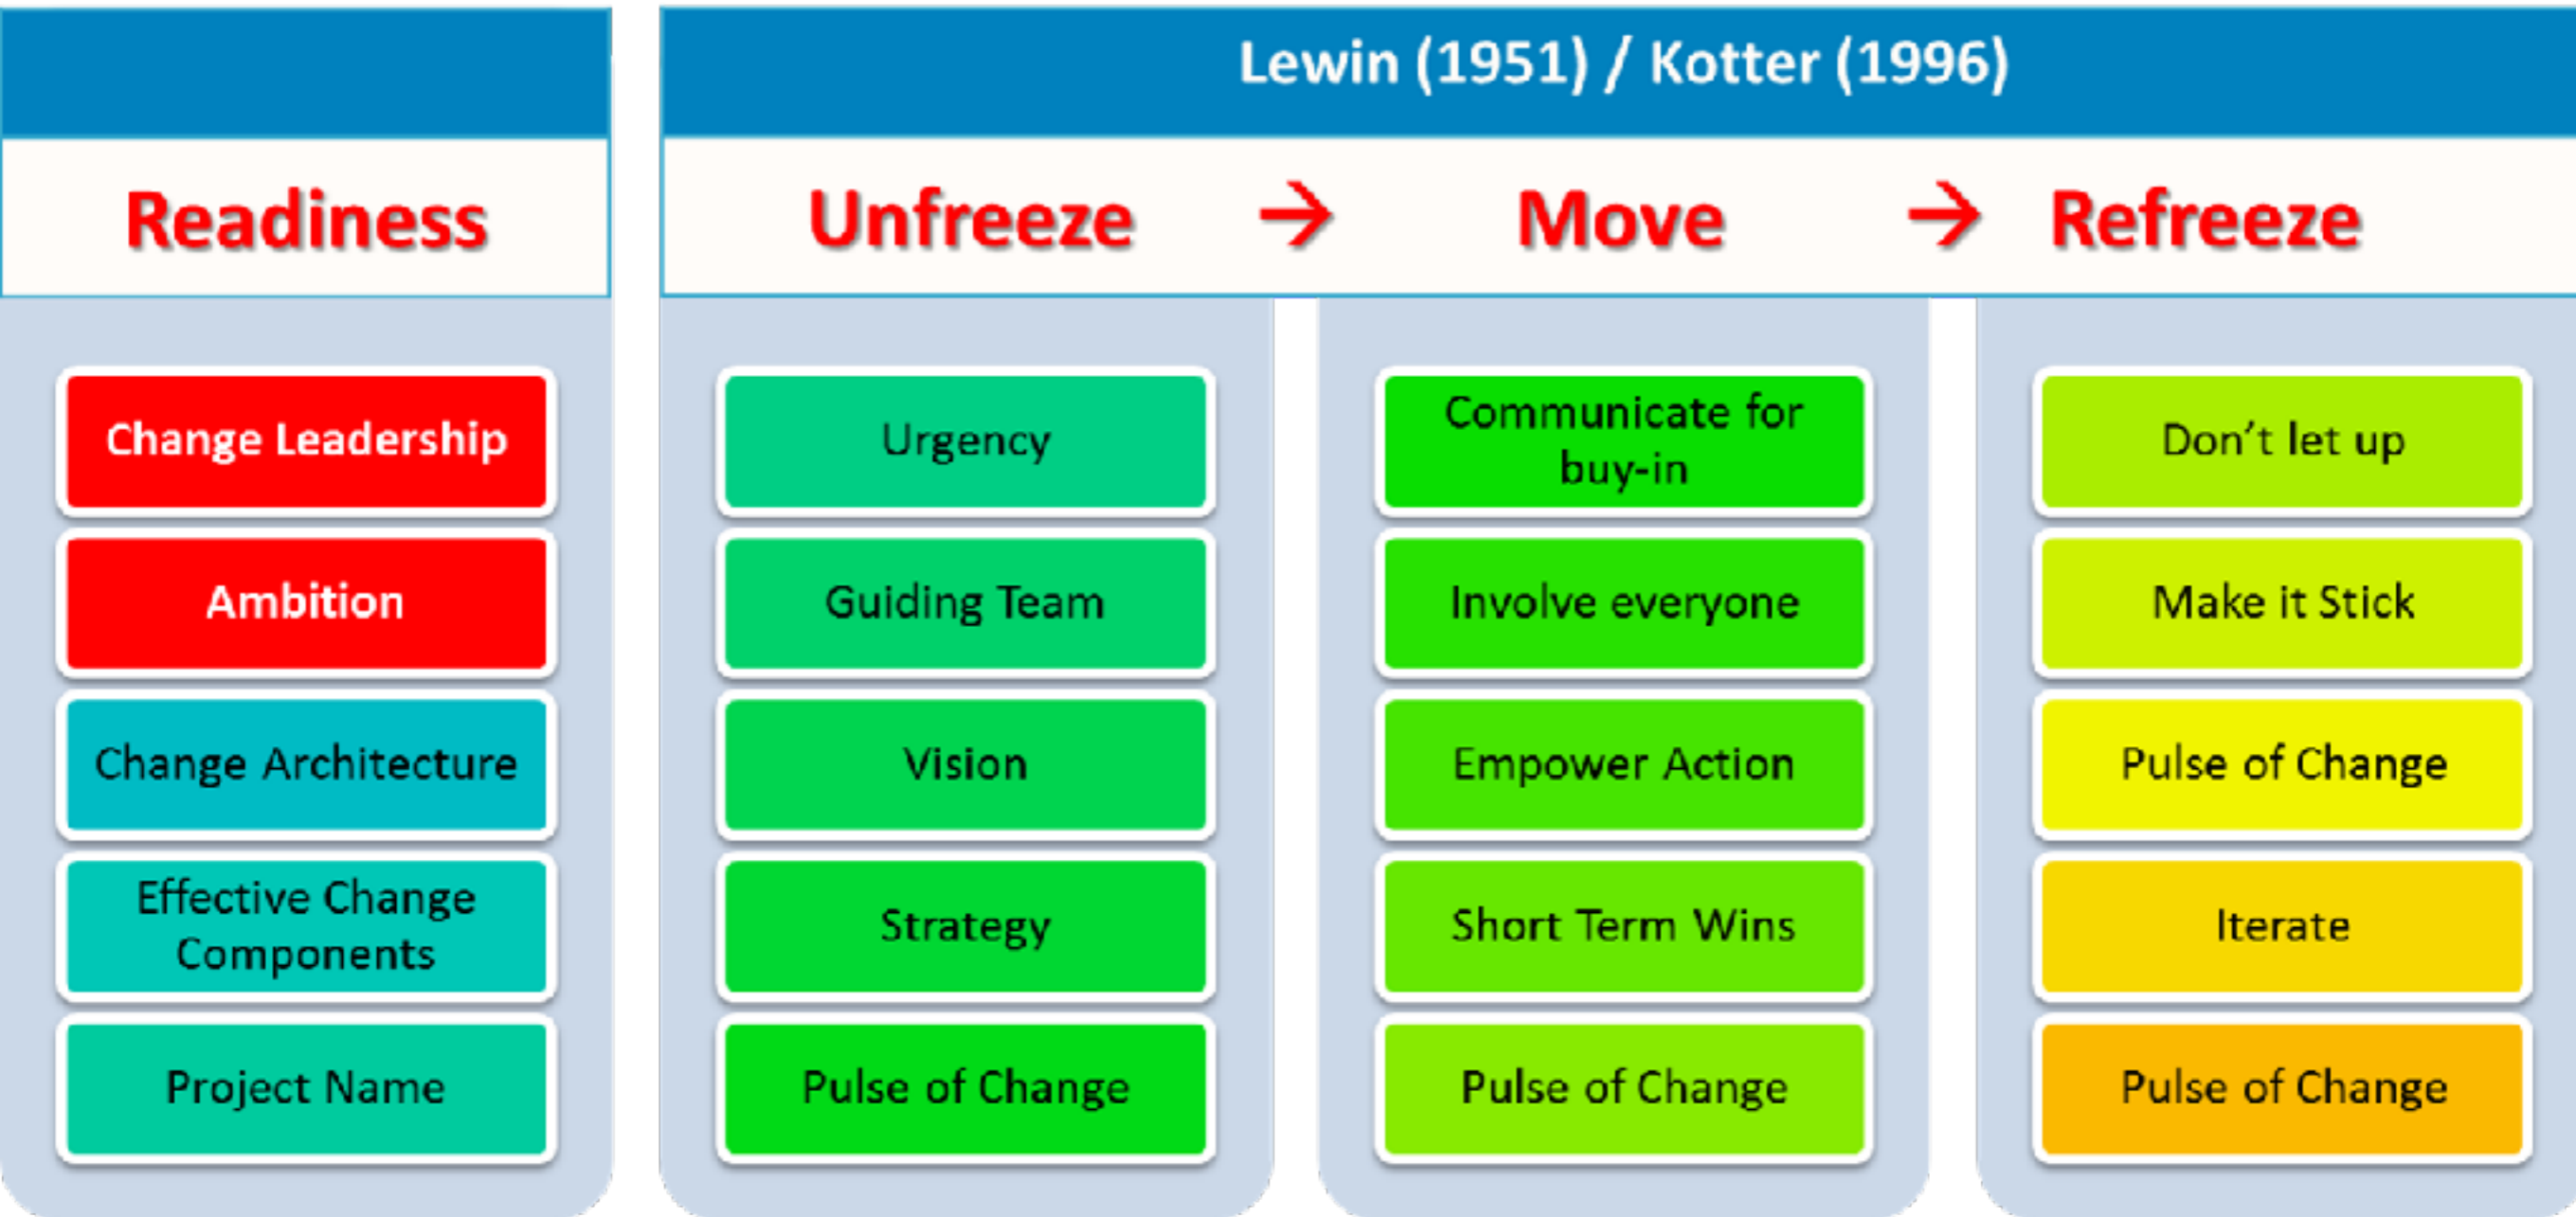 Lewin (1951) / Kotter (1996)
Readiness
Unfreeze → Move → Refreeze
Change Leadership
Ambition
Change Architecture
Effective Change
Components
Project Name
Urgency
Guiding Team
Vision
Strategy
Pulse of Change
Communicate for
buy-in
Involve everyone
Empower Action
Short Term Wins
Pulse of Change
Don't let up
Make it Stick
Pulse of Change
Iterate
Pulse of Change